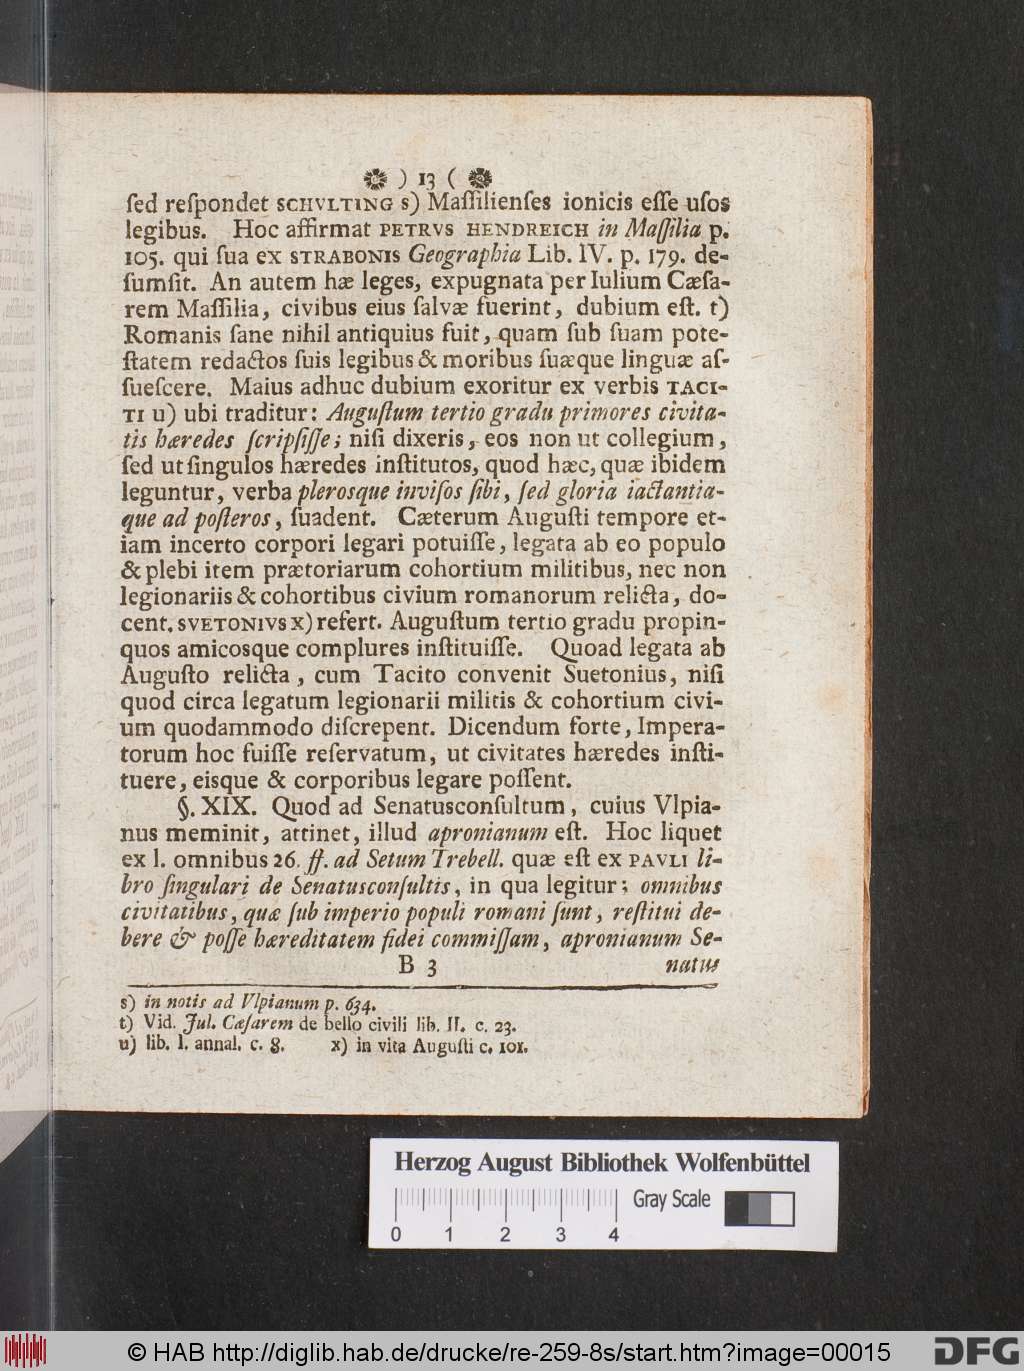 ) 13 (
ſed reſpondet SCHVLTING s) Maſſilienſes ionicis eſſe uſos
legibus. Hoc affirmat PETRVS HENDREICH in Maſſilia p.
105. qui ſua ex STRABONIS Geographia Lib. IV. p. 179. de-
ſumſit. An autem hæ leges, expugnata per Iulium Cæſa-
rem Maſſilia, civibus eius ſalvæ fuerint, dubium eſt. t)
Romanis ſane nihil antiquius fuit, quam ſub ſuam pote-
ſtatem redactos ſuis legibus & moribus ſuæque linguæ aſ-
ſueſcere. Maius adhuc dubium exoritur ex verbis TACI-
TI u) ubi traditur: Auguſtum tertio gradu primores civita-
tis hæredes ſcripſiſſe; niſi dixeris, eos non ut collegium,
ſed ut ſingulos hæredes inſtitutos, quod hæc, quæ ibidem
leguntur, verba plerosque inviſos ſibi, ſed gloria iactantia-
que ad poſteros, ſuadent. Cæterum Auguſti tempore et-
iam incerto corpori legari potuiſſe, legata ab eo populo
& plebi item prætoriarum cohortium militibus, nec non
legionariis & cohortibus civium romanorum relicta, do-
cent. SVETONIVS x) refert. Auguſtum tertio gradu propin-
quos amicosque complures inſtituiſſe. Quoad legata ab
Auguſto relicta, cum Tacito convenit Suetonius, niſi
quod circa legatum legionarii militis & cohortium civi-
um quodammodo diſcrepent. Dicendum forte, Impera-
torum hoc fuiſſe reſervatum, ut civitates hæredes inſti-
tuere, eisque & corporibus legare poſſent.
§. XIX. Quod ad Senatusconſultum, cuius Vlpia-
nus meminit, attinet, illud apronianum eſt. Hoc liquet
ex l. omnibus 26. ff. ad Setum Trebell. quæ eſt ex PAVLI li-
bro ſingulari de Senatusconſultis, in qua legitur; omnibus
civitatibus, quæ ſub imperio populi romani ſunt, reſtitui de-
bere & poſſe hæreditatem fidei commiſſam, apronianum Se-
B 3 natus
s) in notis ad Vlpianum p. 634.
t) Vid. Jul. Cæſarem de bello civili lib. II. c. 23.
u) lib. I. annal. c. 8. x) in vita Auguſti c. 101.
Herzog August Bibliothek Wolfenbüttel
Gray Scale
0 1 2 3 4
© HAB http://diglib.hab.de/drucke/re-259-8s/start.htm?image=00015
DFG